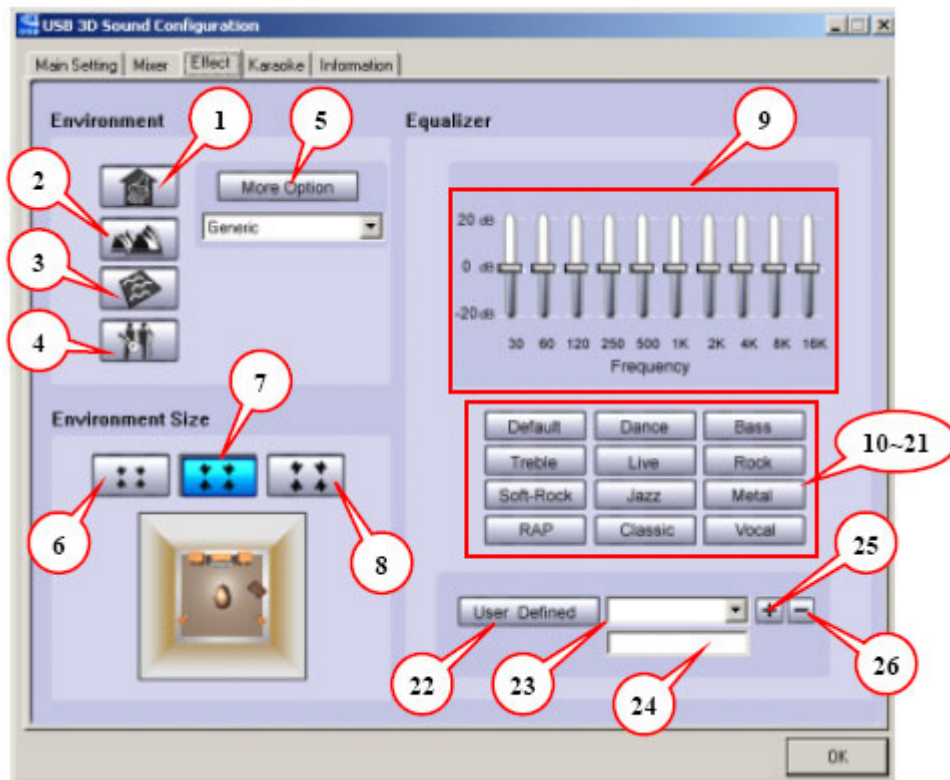 USB 3D Sound Configuration
Main Setting Mixer Effect Karaoke Information
Environment
1
2
3
4
5
More Option
Generic
Environment Size
6
7
8
Equalizer
9
20 dB
0 dB
-20 dB
30 60 120 250 500 1K 2K 4K 8K 16K
Frequency
Default Dance Bass
Treble Live Rock
Soft-Rock Jazz Metal
RAP Classic Vocal
10~21
User Defined
+ −
22
23
24
25
26
OK